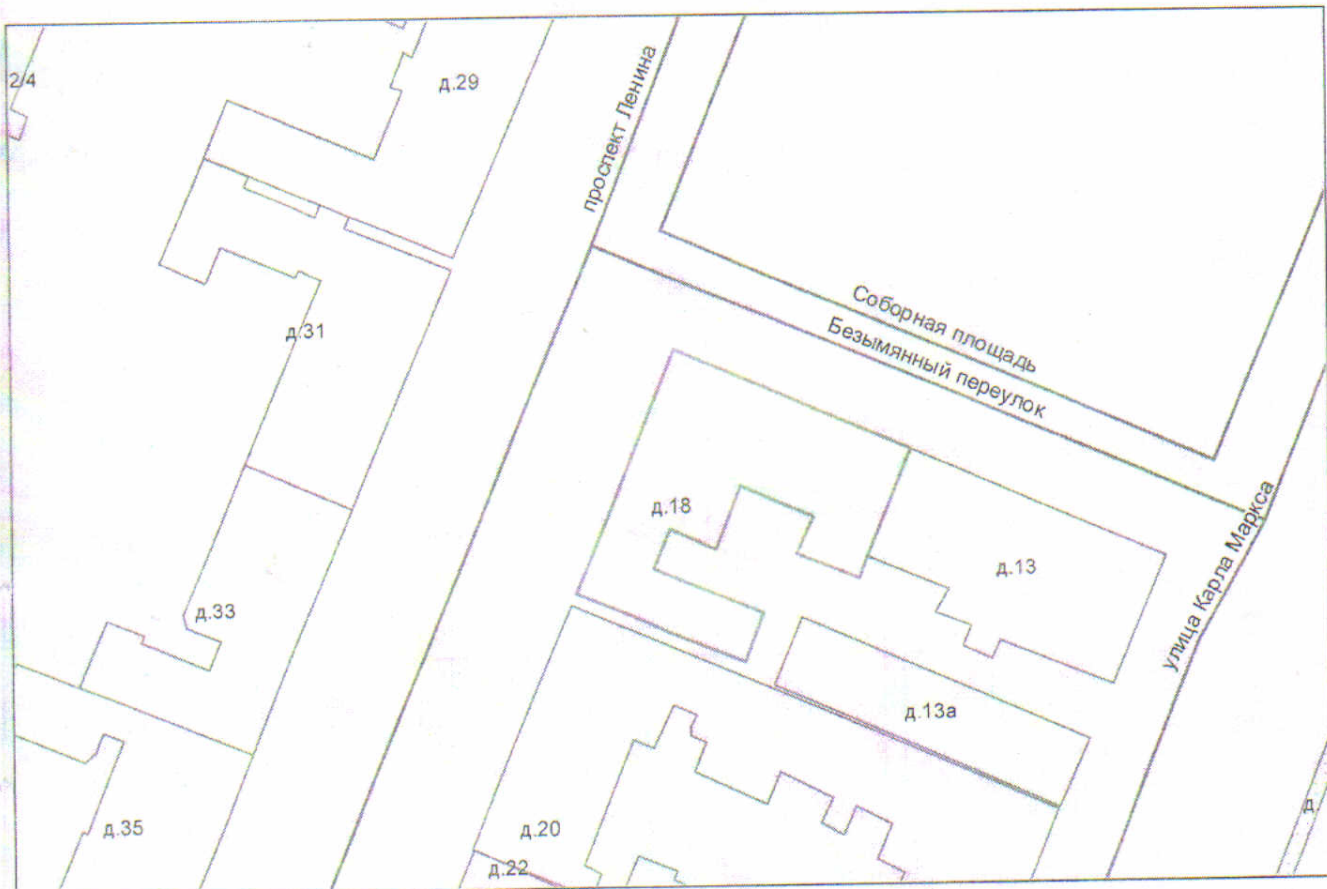 2/4
д.29
проспект Ленина
Соборная площадь
Безымянный переулок
д.31
д.18
д.13
улица Карла Маркса
д.33
д.13а
д.35
д.20
д.22
д.